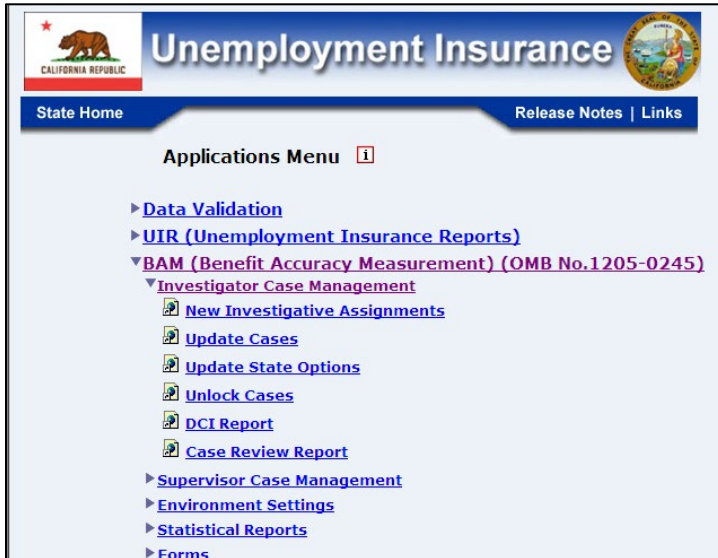 Unemployment Insurance
CALIFORNIA REPUBLIC
State Home
Release Notes | Links
Applications Menu i
Data Validation
UIR (Unemployment Insurance Reports)
BAM (Benefit Accuracy Measurement) (OMB No.1205-0245)
Investigator Case Management
New Investigative Assignments
Update Cases
Update State Options
Unlock Cases
DCI Report
Case Review Report
Supervisor Case Management
Environment Settings
Statistical Reports
Forms